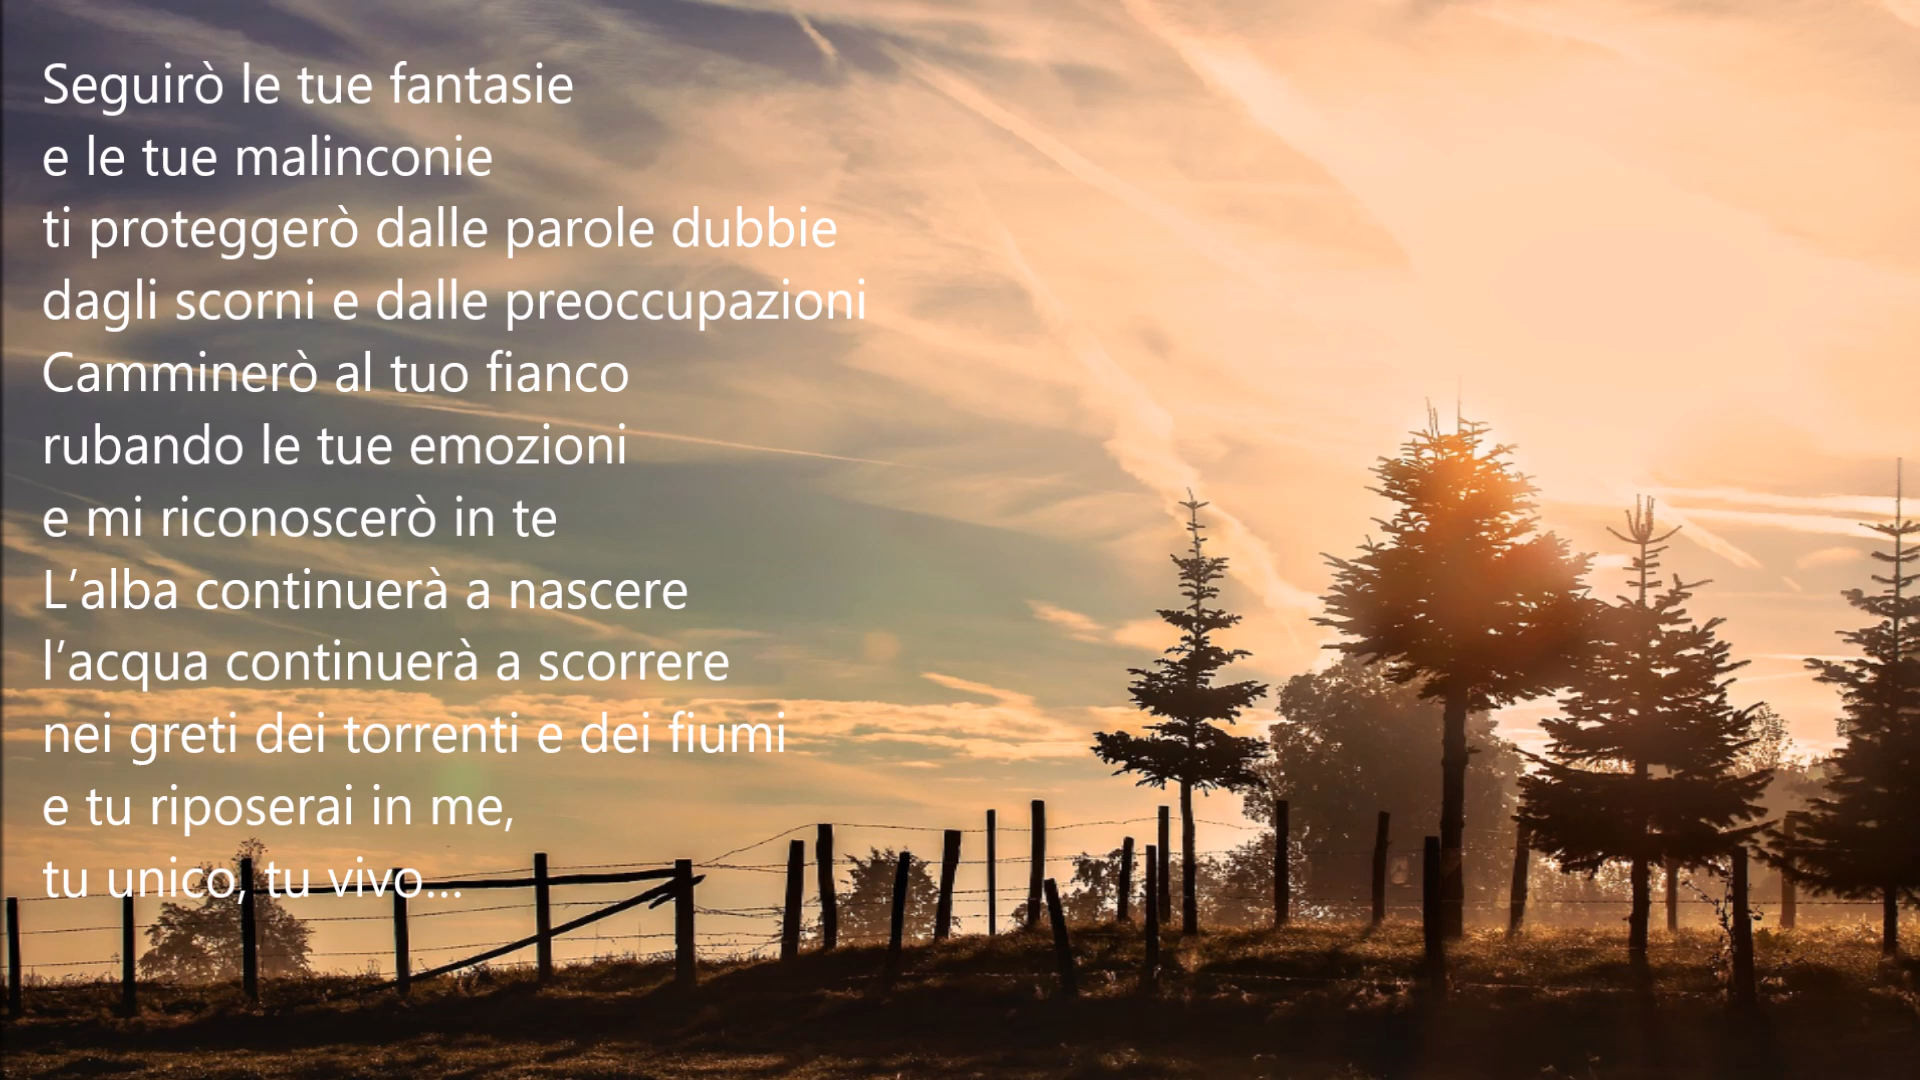 Seguirò le tue fantasie
e le tue malinconie
ti proteggerò dalle parole dubbie
dagli scorni e dalle preoccupazioni
Camminerò al tuo fianco
rubando le tue emozioni
e mi riconoscerò in te
L’alba continuerà a nascere
l’acqua continuerà a scorrere
nei greti dei torrenti e dei fiumi
e tu riposerai in me,
tu unico, tu vivo...